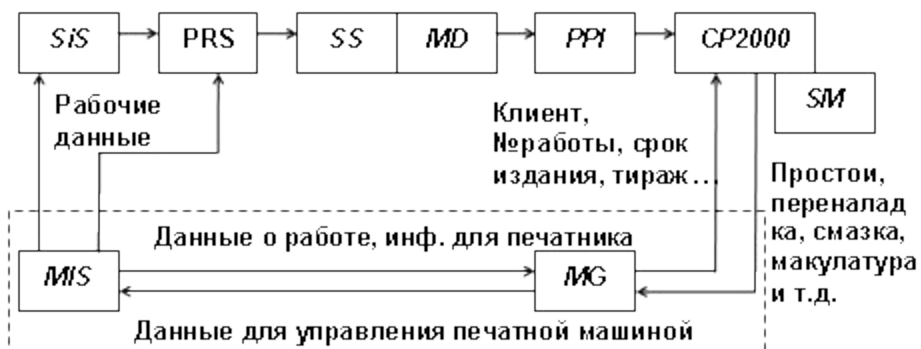 SiS
PRS
SS
MD
PPI
CP2000
SM
Рабочие
данные
Клиент,
№работы, срок
издания, тираж...
Простои,
переналад
ка, смазка,
макулатура
и т.д.
Данные о работе, инф. для печатника
MIS
MG
Данные для управления печатной машиной